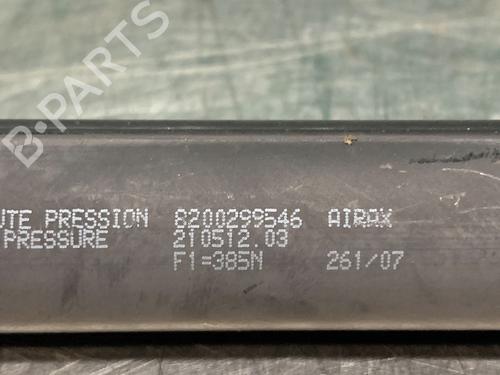 B-PARTS
UTE PRESSION 8200299546 AIRAX
PRESSURE 210512.03
F1=385N 261/07